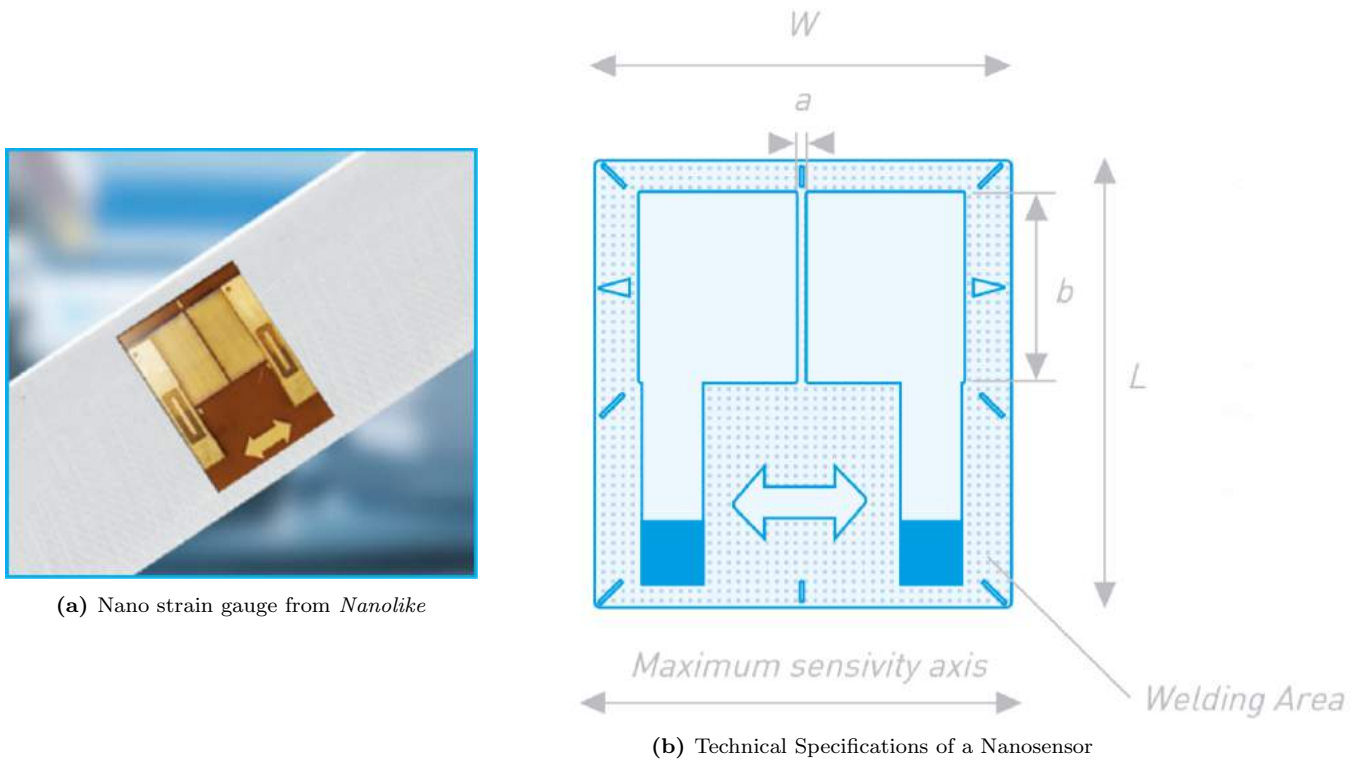 W
a
b
L
Maximum sensivity axis
Welding Area
(a) Nano strain gauge from Nanolike
(b) Technical Specifications of a Nanosensor